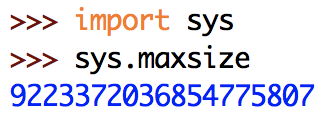 >>> import sys
>>> sys.maxsize
9223372036854775807